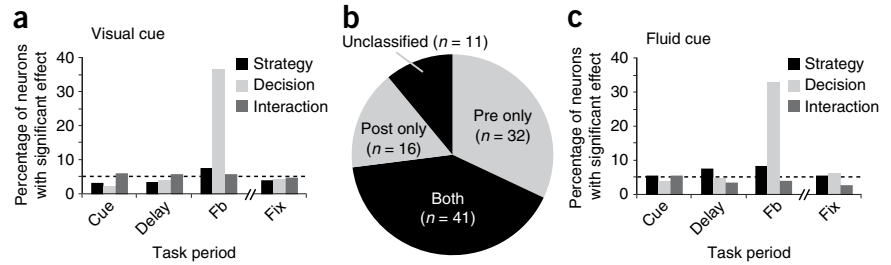 a
Visual cue
Percentage of neurons
with significant effect
40
30
20
10
0
Strategy
Decision
Interaction
Cue
Delay
Fb
Fix
Task period
b
Unclassified (n = 11)
Pre only
(n = 32)
Post only
(n = 16)
Both
(n = 41)
c
Fluid cue
Percentage of neurons
with significant effect
40
30
20
10
0
Strategy
Decision
Interaction
Cue
Delay
Fb
Fix
Task period